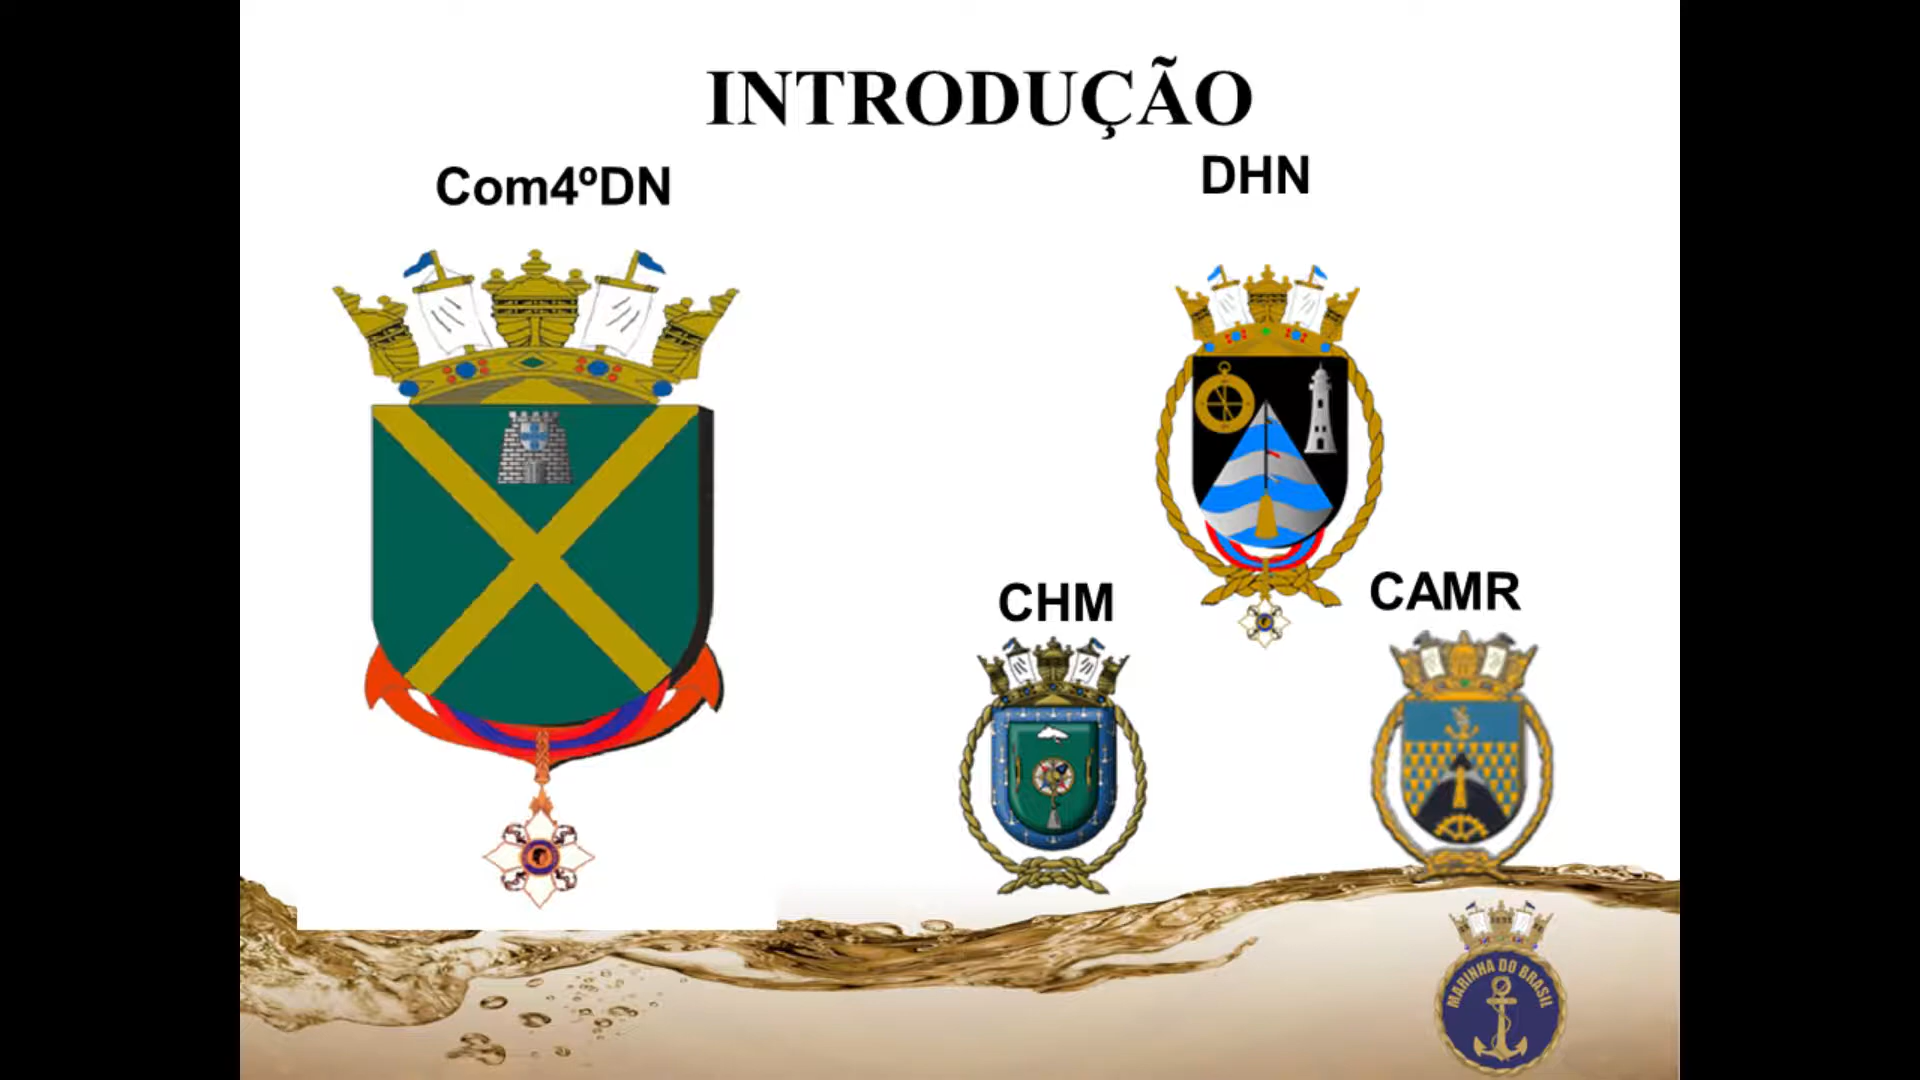 INTRODUÇÃO
Com4ºDN
DHN
CHM
CAMR
MARINHA DO BRASIL